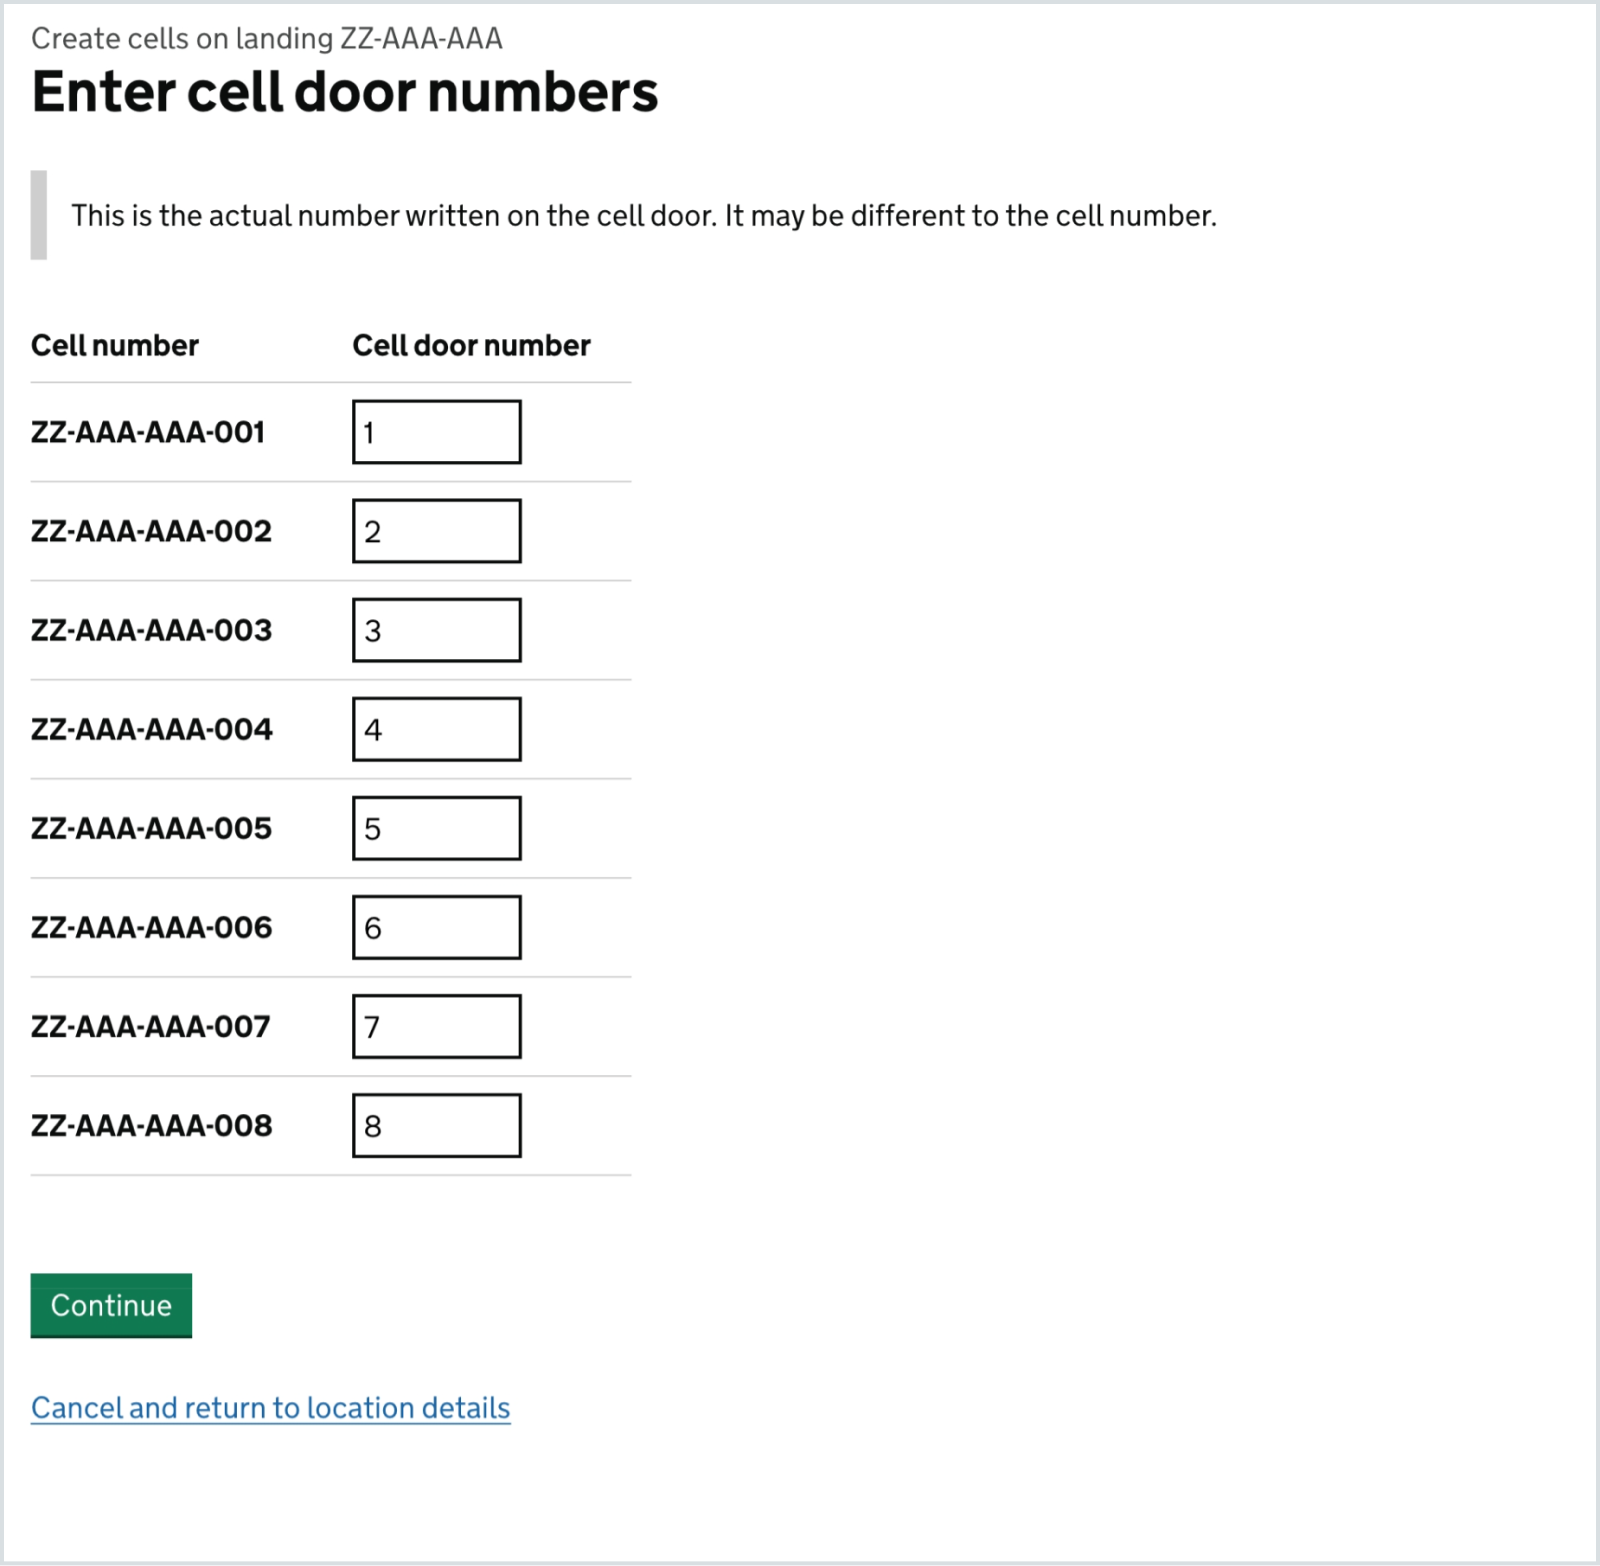 Create cells on landing ZZ-AAA-AAA
Enter cell door numbers
This is the actual number written on the cell door. It may be different to the cell number.
Cell number Cell door number
ZZ-AAA-AAA-001 1
ZZ-AAA-AAA-002 2
ZZ-AAA-AAA-003 3
ZZ-AAA-AAA-004 4
ZZ-AAA-AAA-005 5
ZZ-AAA-AAA-006 6
ZZ-AAA-AAA-007 7
ZZ-AAA-AAA-008 8
Continue
Cancel and return to location details